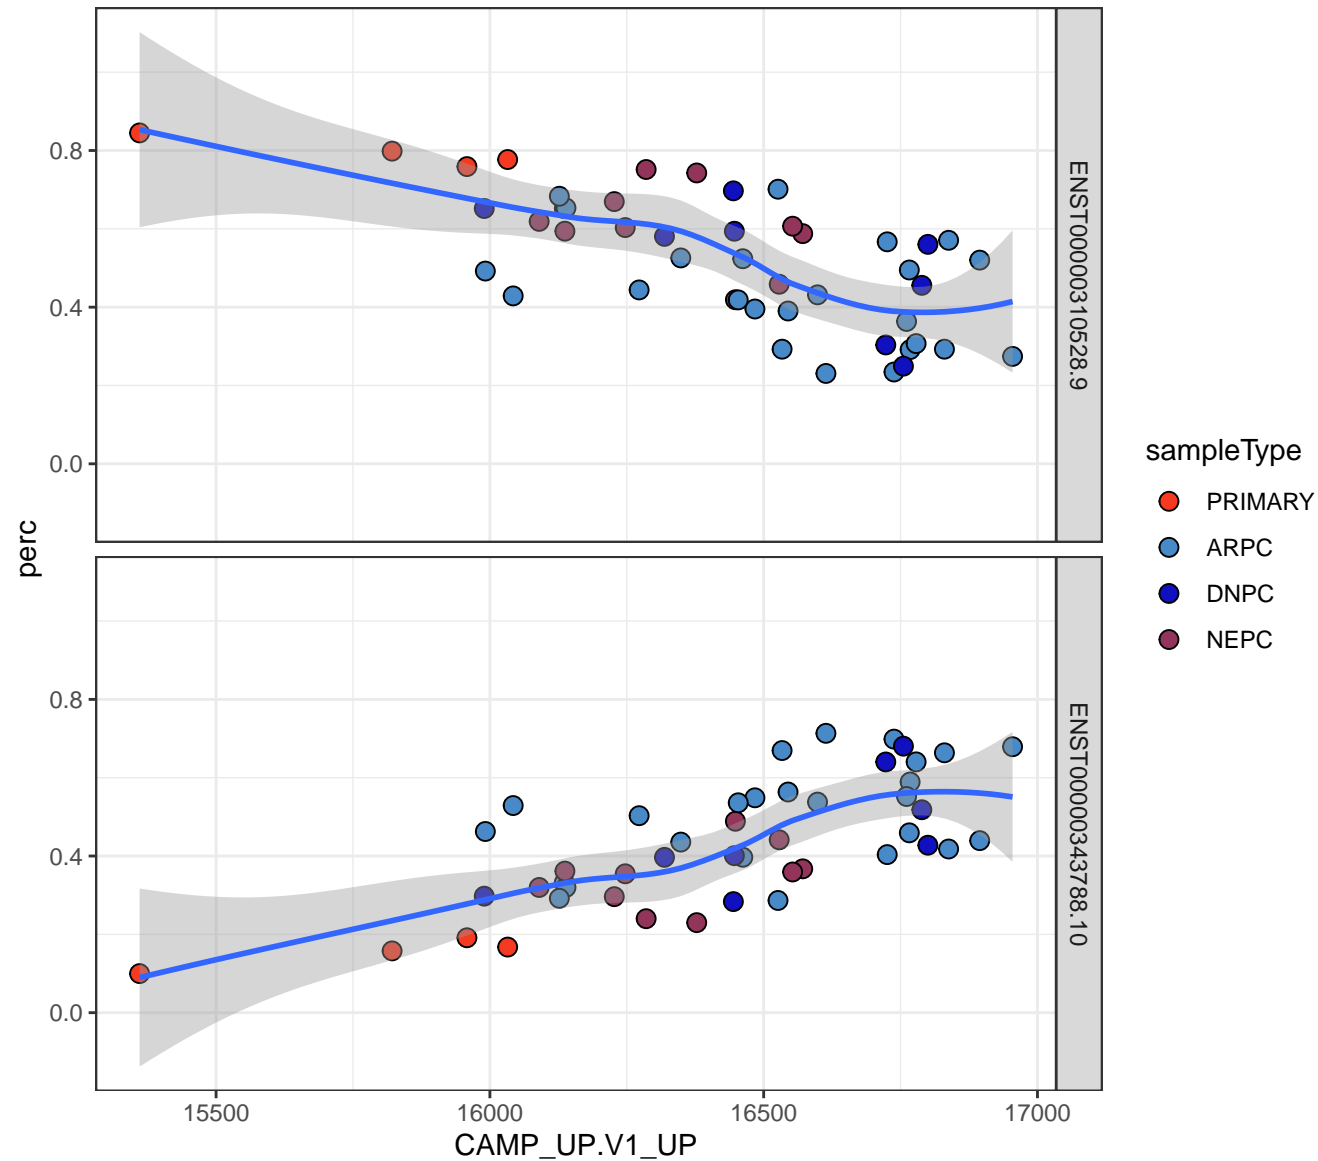 0.8
0.4
0.0
ENST00000310528.9
perc
0.8
0.4
0.0
ENST00000343788.10
15500
16000
16500
17000
CAMP_UP.V1_UP
sampleType
PRIMARY
ARPC
DNPC
NEPC